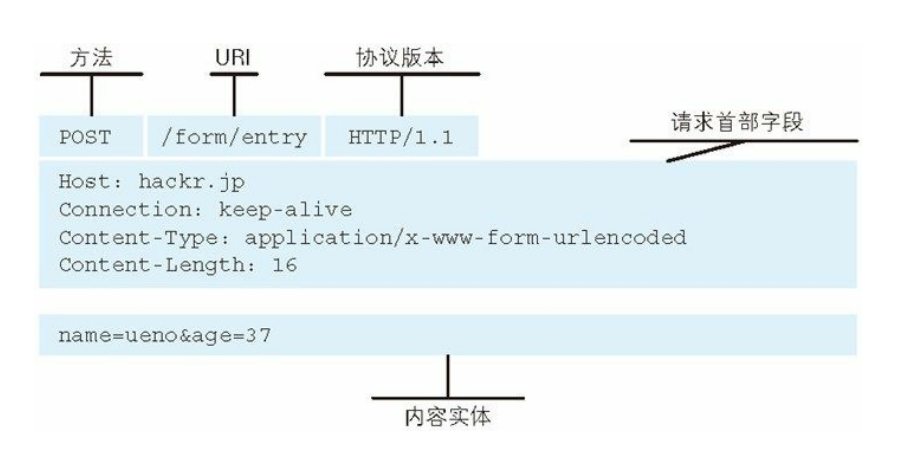 方法 URI 协议版本
请求首部字段
POST /form/entry HTTP/1.1
Host: hackr.jp
Connection: keep-alive
Content-Type: application/x-www-form-urlencoded
Content-Length: 16
name=ueno&age=37
内容实体